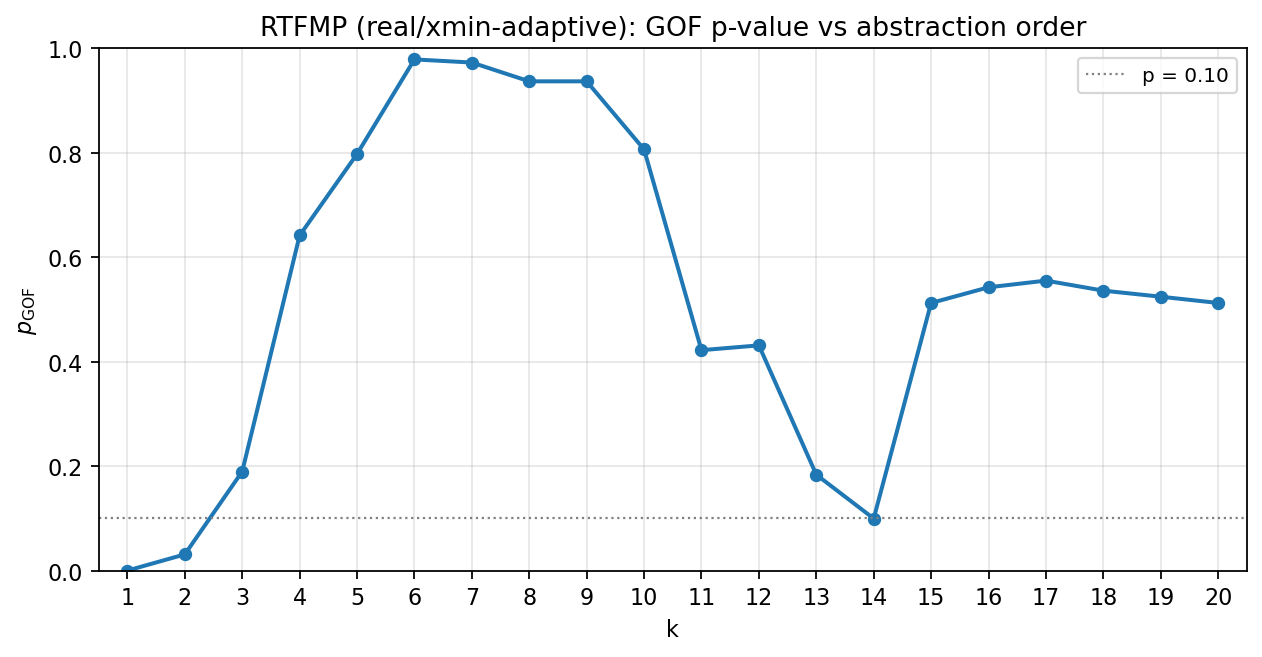 RTFMP (real/xmin-adaptive): GOF p-value vs abstraction order
p = 0.10
1.0
0.8
0.6
0.4
0.2
0.0
p_GOF
1 2 3 4 5 6 7 8 9 10 11 12 13 14 15 16 17 18 19 20
k